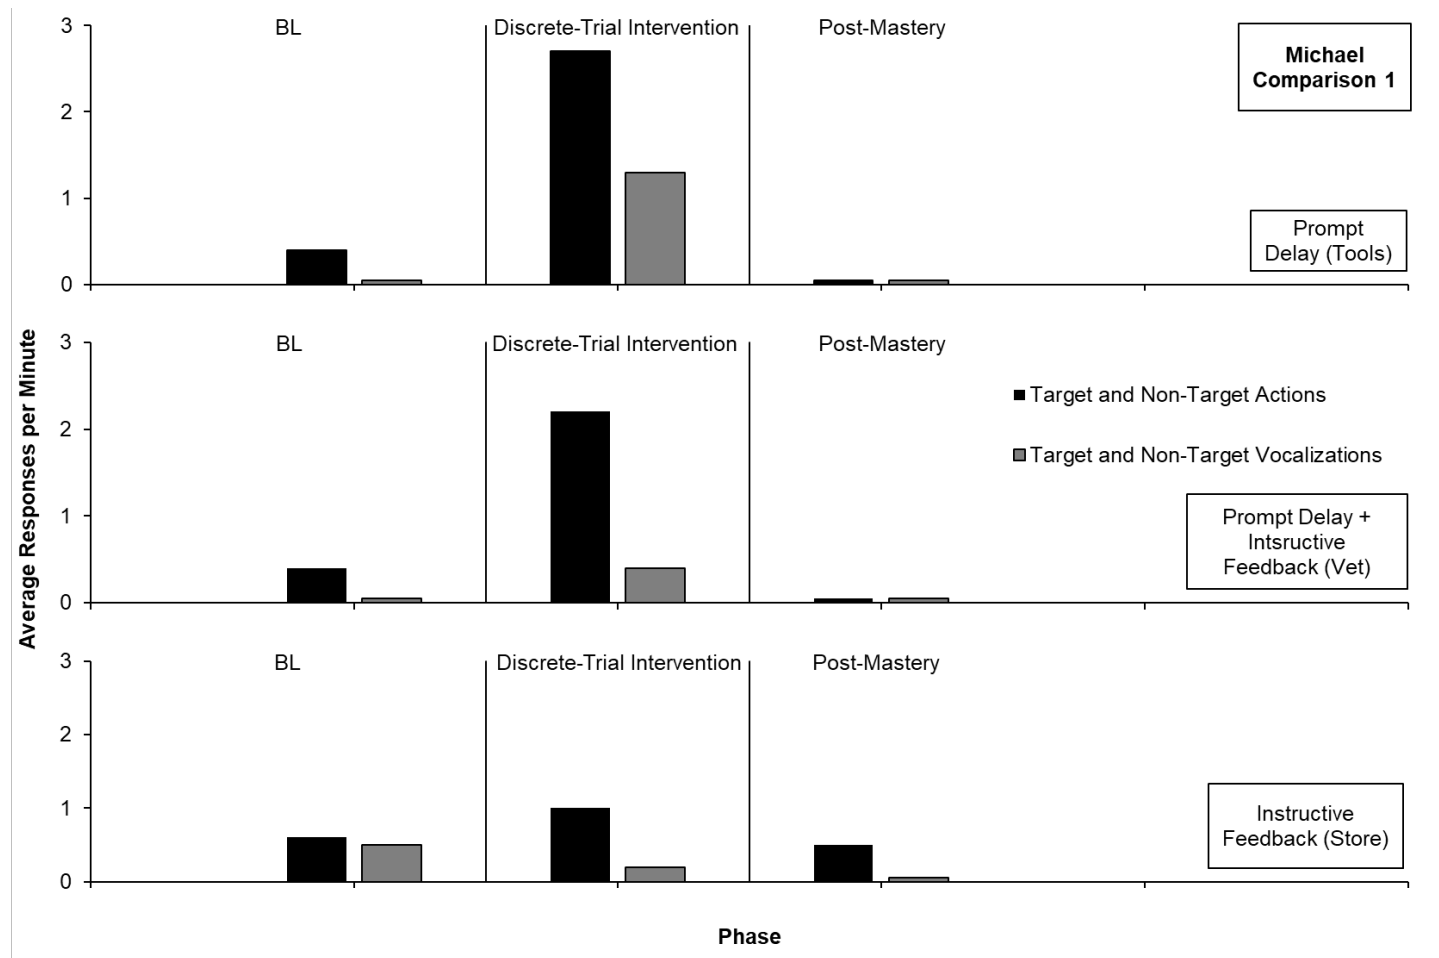 3
BL
Discrete-Trial Intervention
Post-Mastery
Michael
Comparison 1
2
1
Prompt
Delay (Tools)
0
3
BL
Discrete-Trial Intervention
Post-Mastery
Target and Non-Target Actions
2
Target and Non-Target Vocalizations
1
Prompt Delay +
Intsructive
Feedback (Vet)
0
Average Responses per Minute
3
BL
Discrete-Trial Intervention
Post-Mastery
2
1
Instructive
Feedback (Store)
0
Phase